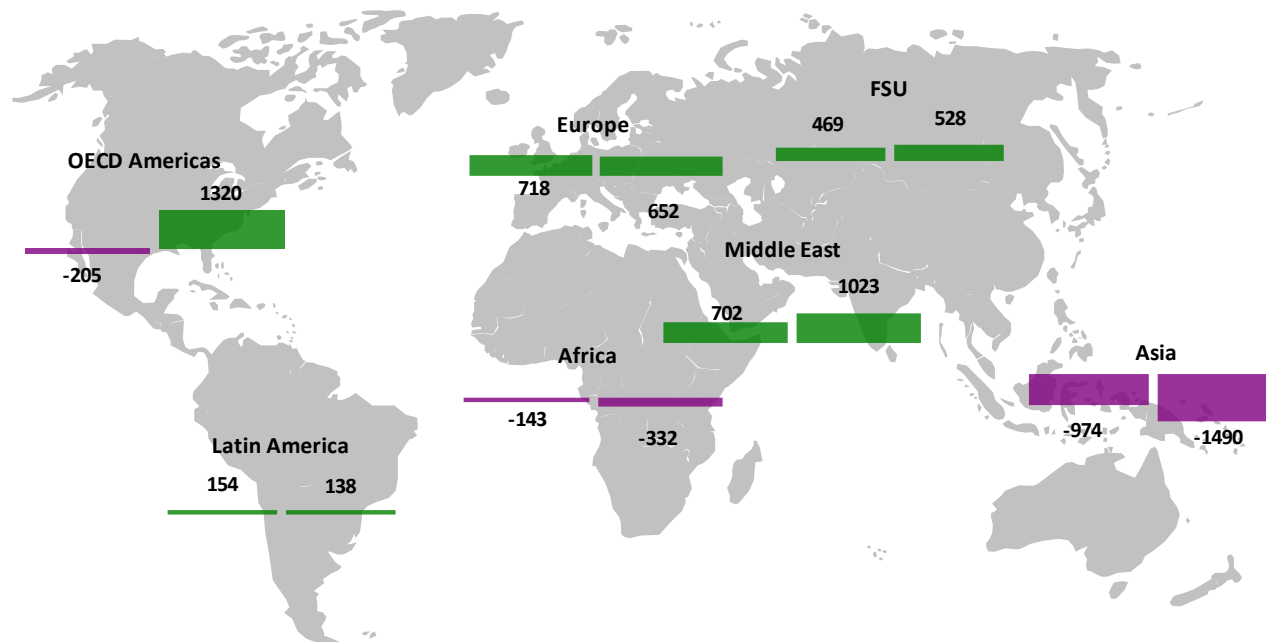 FSU
469 528
Europe
718
652
OECD Americas
1320
-205
Middle East
1023
702
Africa
-143
-332
Asia
-974
-1490
Latin America
154 138